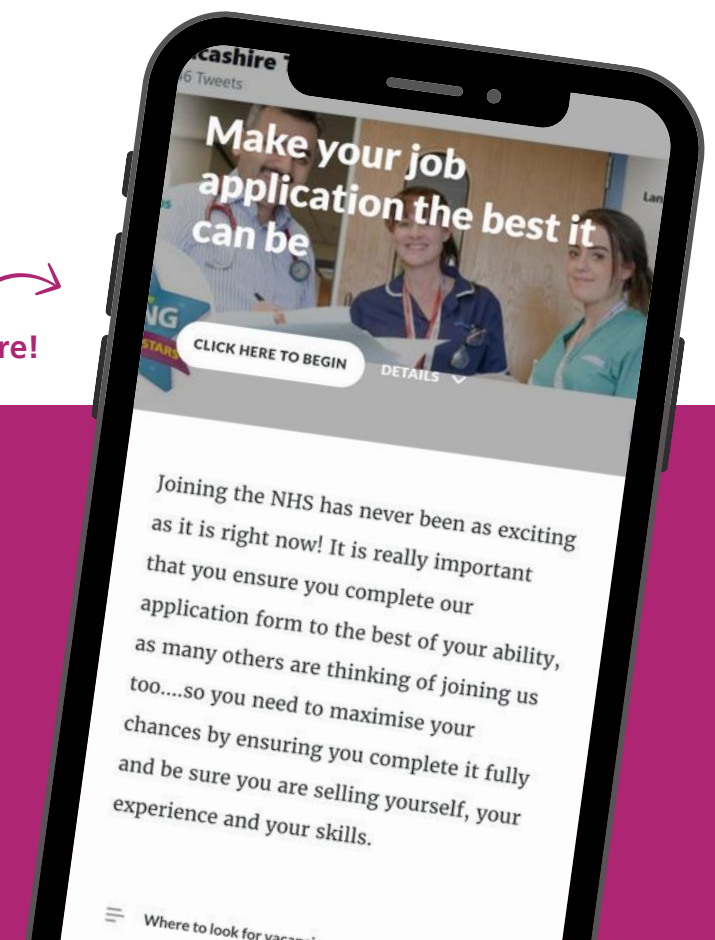 cashire
6 Tweets
Make your job
application the best it
can be
Lan
NG
STARS
CLICK HERE TO BEGIN
DETAILS
re!
Joining the NHS has never been as exciting
as it is right now! It is really important
that you ensure you complete our
application form to the best of your ability,
as many others are thinking of joining us
too....so you need to maximise your
chances by ensuring you complete it fully
and be sure you are selling yourself, your
experience and your skills.
Where to look for